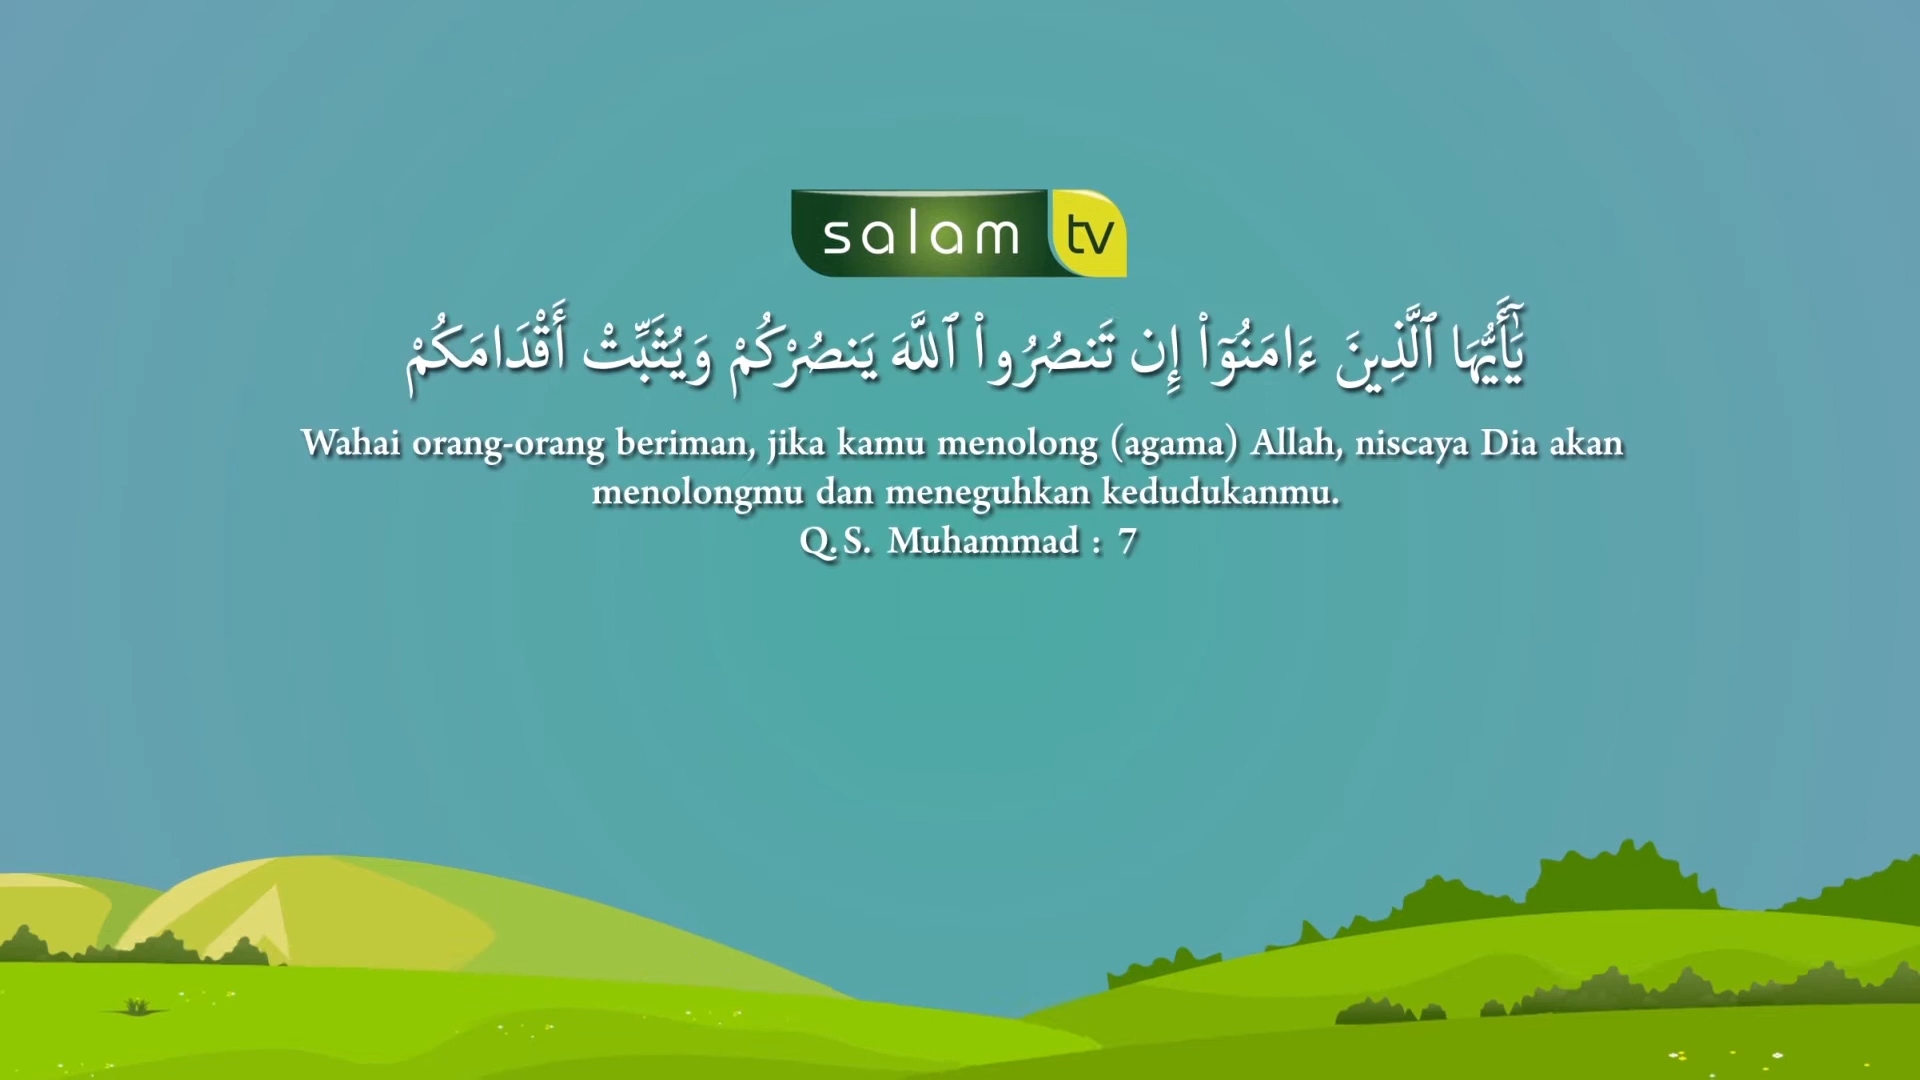 salam tv
يَٰٓأَيُّهَا ٱلَّذِينَ ءَامَنُوٓا۟ إِن تَنصُرُوا۟ ٱللَّهَ يَنصُرْكُمْ وَيُثَبِّتْ أَقْدَامَكُمْ
Wahai orang-orang beriman, jika kamu menolong (agama) Allah, niscaya Dia akan
menolongmu dan meneguhkan kedudukanmu.
Q.S. Muhammad : 7